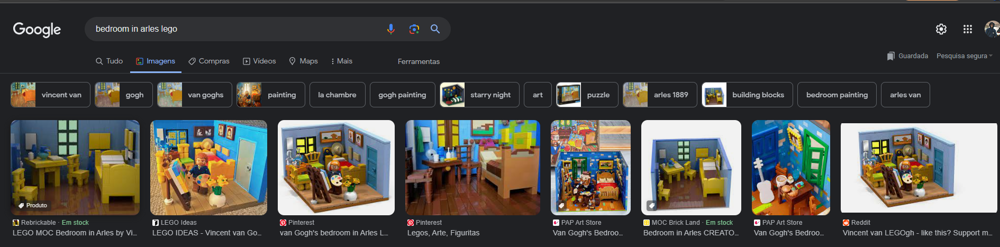 Google
bedroom in arles lego
Tudo
Imagens
Compras
Vídeos
Maps
Mais
Ferramentas
Guardada
Pesquisa segura
vincent van
gogh
van goghs
painting
la chambre
gogh painting
starry night
art
puzzle
arles 1889
building blocks
bedroom painting
arles van
Produto
Rebrickable · Em stock
LEGO MOC Bedroom in Arles by Vi...
LEGO Ideas
LEGO IDEAS - Vincent van Go...
Pinterest
van Gogh's bedroom in Arles L...
Pinterest
Legos, Arte, Figuritas
PAP Art Store
Van Gogh's Bedroo...
MOC Brick Land · Em stock
Bedroom in Arles CREATO...
PAP Art Store
Van Gogh's Bedroo...
Reddit
Vincent van LEGOgh - like this? Support m...